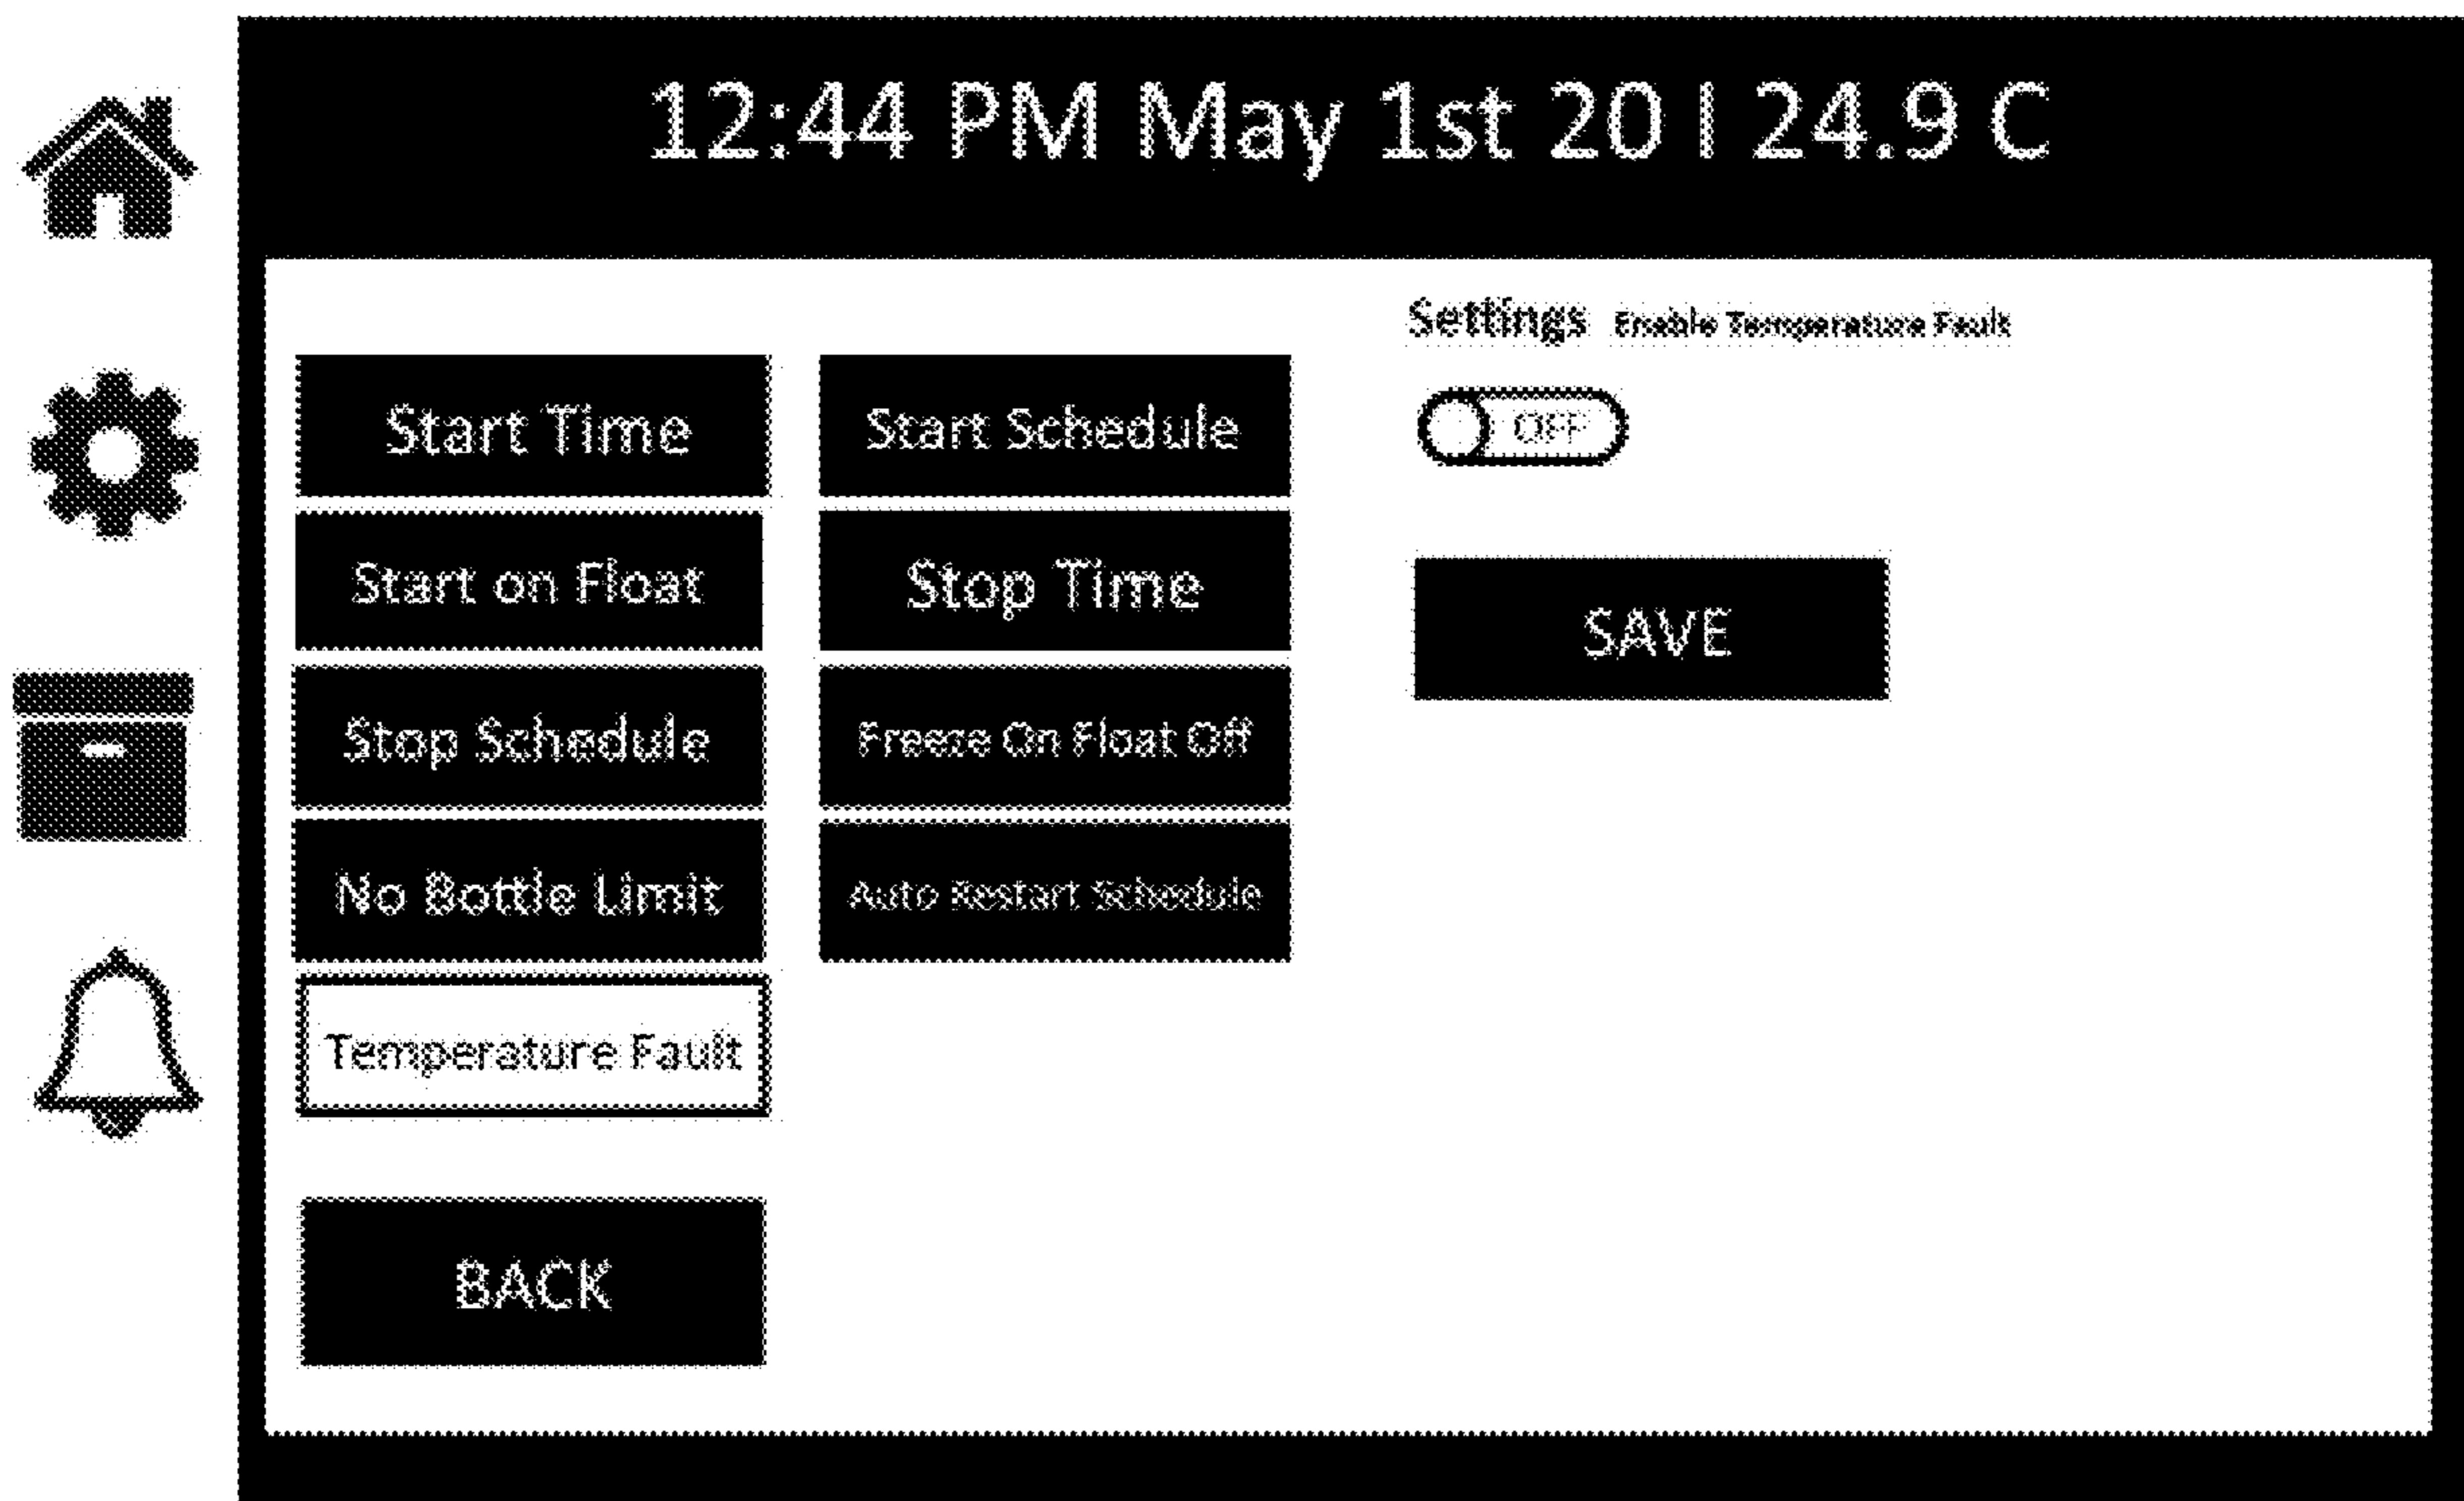 12:44 PM May 1st 20 I 24.9 C
Settings Enable Temperature Fault
Start Time
Start Schedule
OFF
Start on Float
Stop Time
SAVE
Stop Schedule
Freeze On Float Off
No Bottle Limit
Auto Restart Schedule
Temperature Fault
BACK